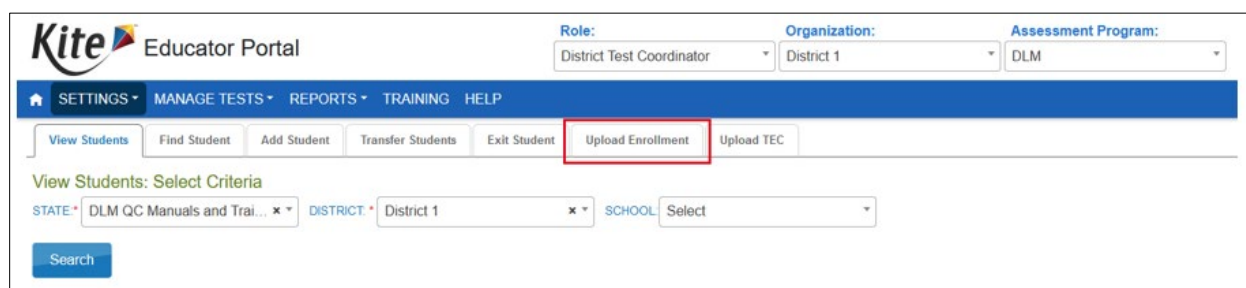 Kite Educator Portal
Role: Organization: Assessment Program:
District Test Coordinator District 1 DLM
SETTINGS MANAGE TESTS REPORTS TRAINING HELP
View Students Find Student Add Student Transfer Students Exit Student Upload Enrollment Upload TEC
View Students: Select Criteria
STATE:* DLM QC Manuals and Trai... × DISTRICT: * District 1 × SCHOOL: Select
Search